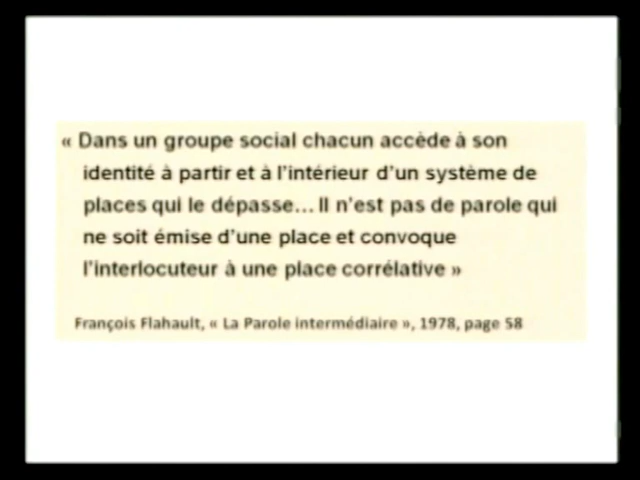 « Dans un groupe social chacun accède à son
identité à partir et à l'intérieur d'un système de
places qui le dépasse... Il n'est pas de parole qui
ne soit émise d'une place et convoque
l'interlocuteur à une place corrélative »
François Flahault, « La Parole intermédiaire », 1978, page 58